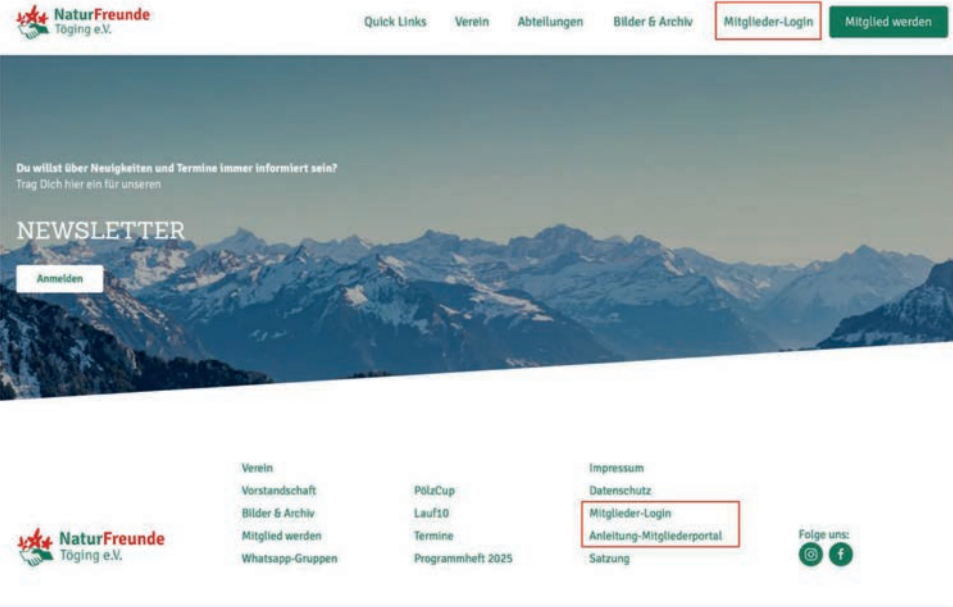 NaturFreunde
Töging e.V.
Quick Links
Verein
Abteilungen
Bilder & Archiv
Mitglieder-Login
Mitglied werden
Du willst über Neuigkeiten und Termine immer informiert sein?
Trag Dich hier ein für unseren
NEWSLETTER
Anmelden
NaturFreunde
Töging e.V.
Verein
Vorstandschaft
Bilder & Archiv
Mitglied werden
Whatsapp-Gruppen
PölzCup
Lauf10
Termine
Programmheft 2025
Impressum
Datenschutz
Mitglieder-Login
Anleitung-Mitgliederportal
Satzung
Folge uns: